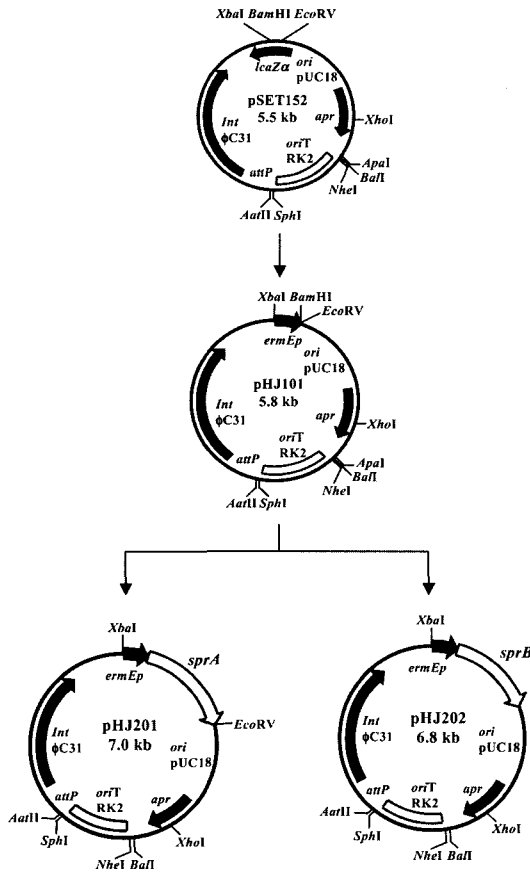 XbaI BamHI EcoRV
lcaZα
ori
pUC18
pSET152
5.5 kb
apr
XhoI
Int
φC31
oriT
RK2
attP
ApaI
BalI
NheI
AatII SphI
XbaI BamHI
EcoRV
ermEp
ori
pUC18
pHJ101
5.8 kb
Int
φC31
apr
XhoI
oriT
RK2
attP
ApaI
BalI
NheI
AatII SphI
XbaI
ermEp
sprA
EcoRV
pHJ201
7.0 kb
Int
φC31
ori
pUC18
attP
oriT
RK2
apr
AatII
SphI
XhoI
NheI BalI
XbaI
ermEp
sprB
pHJ202
6.8 kb
Int
φC31
ori
pUC18
attP
oriT
RK2
apr
AatII
SphI
XhoI
NheI BalI